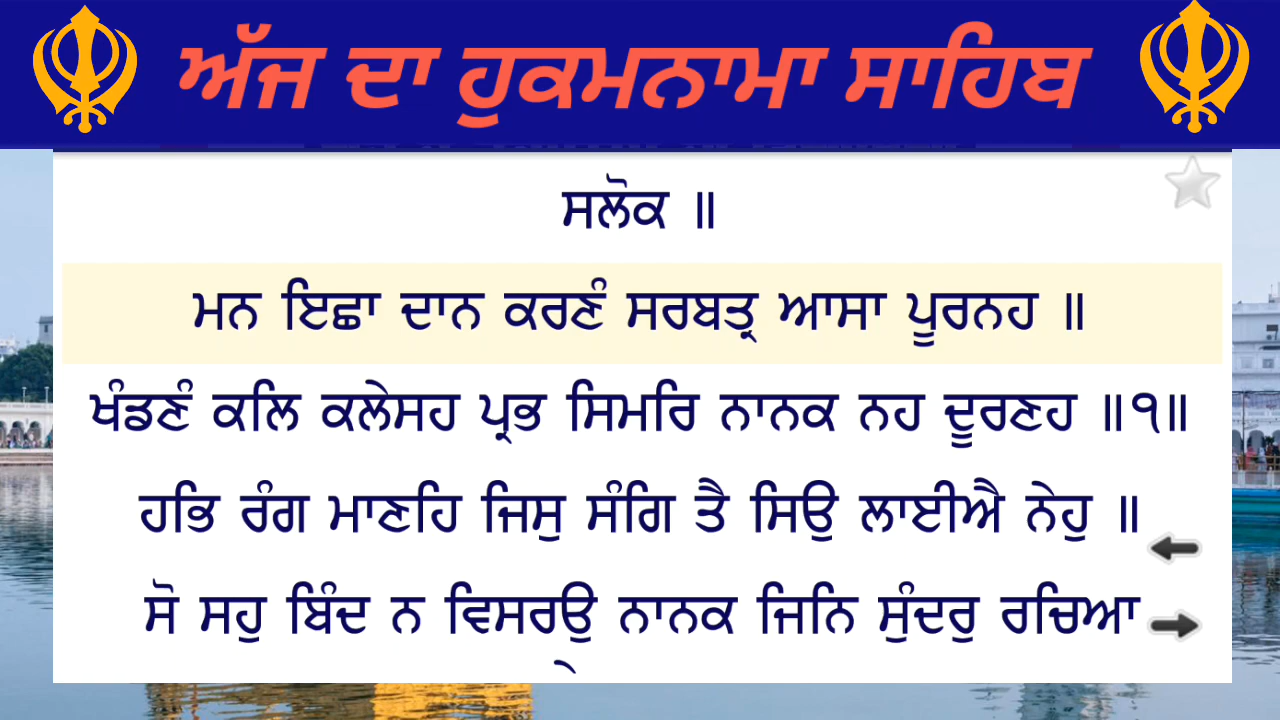 ਅੱਜ ਦਾ ਹੁਕਮਨਾਮਾ ਸਾਹਿਬ
ਸਲੋਕ ॥
ਮਨ ਇਛਾ ਦਾਨ ਕਰਣੰ ਸਰਬਤ੍ਰ ਆਸਾ ਪੂਰਨਹ ॥
ਖੰਡਣੰ ਕਲਿ ਕਲੇਸਹ ਪ੍ਰਭ ਸਿਮਰਿ ਨਾਨਕ ਨਹ ਦੂਰਣਹ ॥੧॥
ਹਭਿ ਰੰਗ ਮਾਣਹਿ ਜਿਸੁ ਸੰਗਿ ਤੈ ਸਿਉ ਲਾਈਐ ਨੇਹੁ ॥
ਸੋ ਸਹੁ ਬਿੰਦ ਨ ਵਿਸਰਉ ਨਾਨਕ ਜਿਨਿ ਸੁੰਦਰੁ ਰਚਿਆ